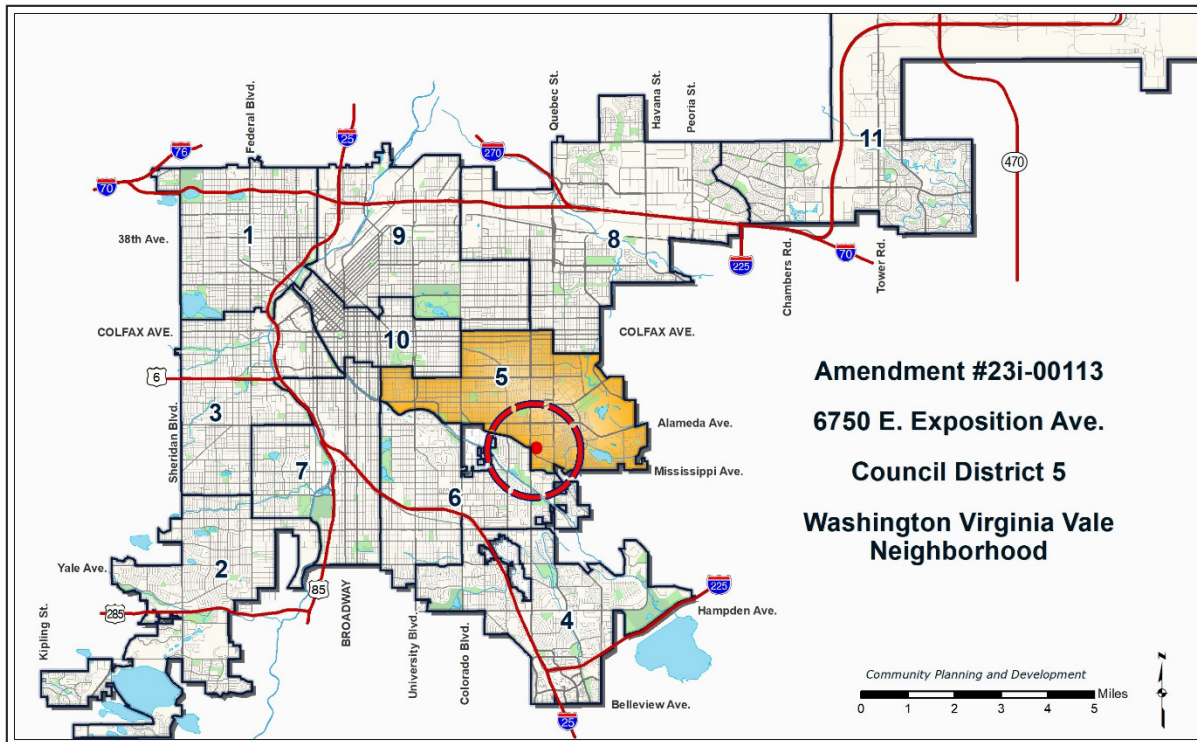 Federal Blvd.
25
Quebec St.
Havana St.
Peoria St.
76
270
11
470
70
38th Ave.
1
9
8
Chambers Rd.
Tower Rd.
225
70
COLFAX AVE.
10
COLFAX AVE.
6
5
Amendment #23i-00113
6750 E. Exposition Ave.
Council District 5
Washington Virginia Vale
Neighborhood
Sheridan Blvd.
3
Alameda Ave.
7
Mississippi Ave.
6
Yale Ave.
2
85
BROADWAY
285
Kipling St.
University Blvd.
Colorado Blvd.
4
225
Hampden Ave.
25
Belleview Ave.
Community Planning and Development
Miles
0 1 2 3 4 5
N